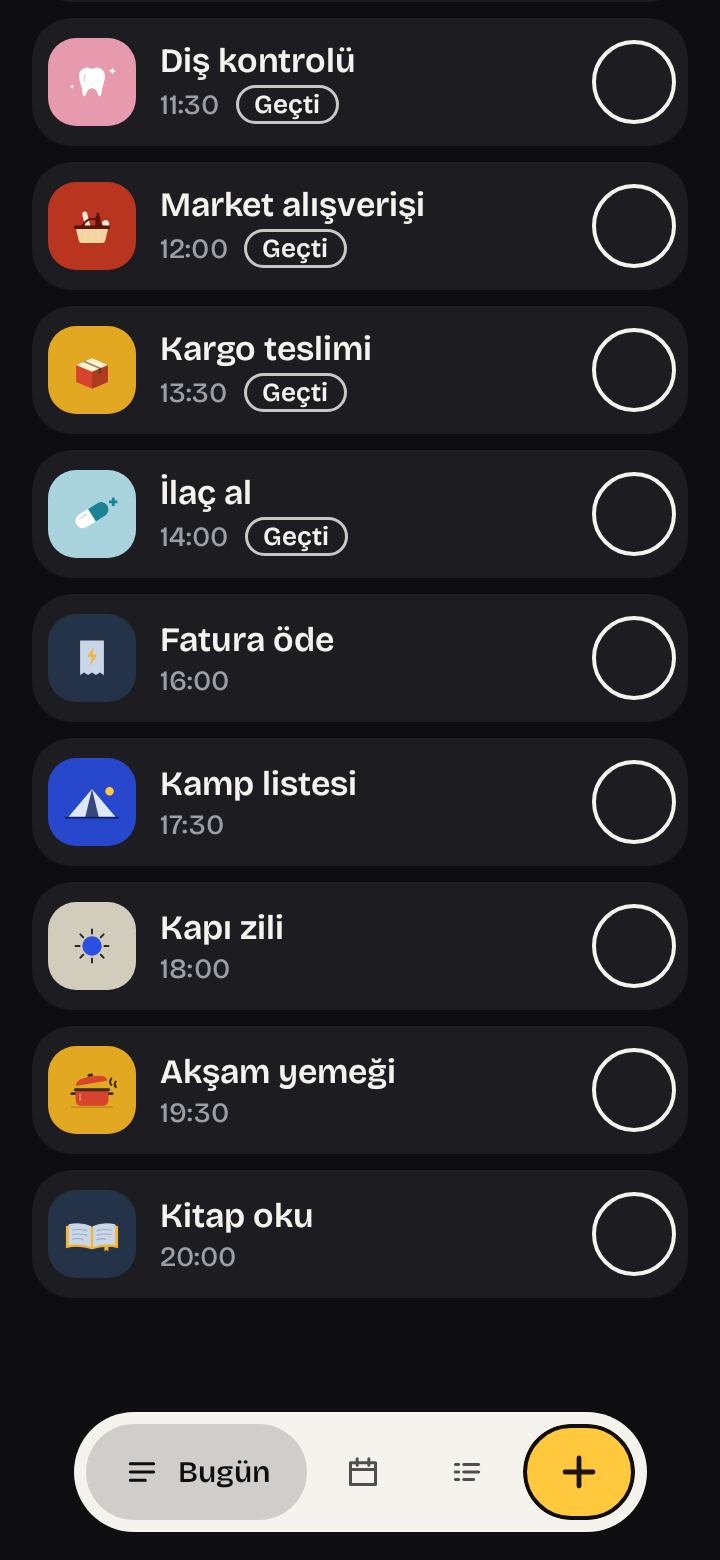 Diş kontrolü
11:30 Geçti
Market alışverişi
12:00 Geçti
Kargo teslimi
13:30 Geçti
İlaç al
14:00 Geçti
Fatura öde
16:00
Kamp listesi
17:30
Kapı zili
18:00
Akşam yemeği
19:30
Kitap oku
20:00
Bugün